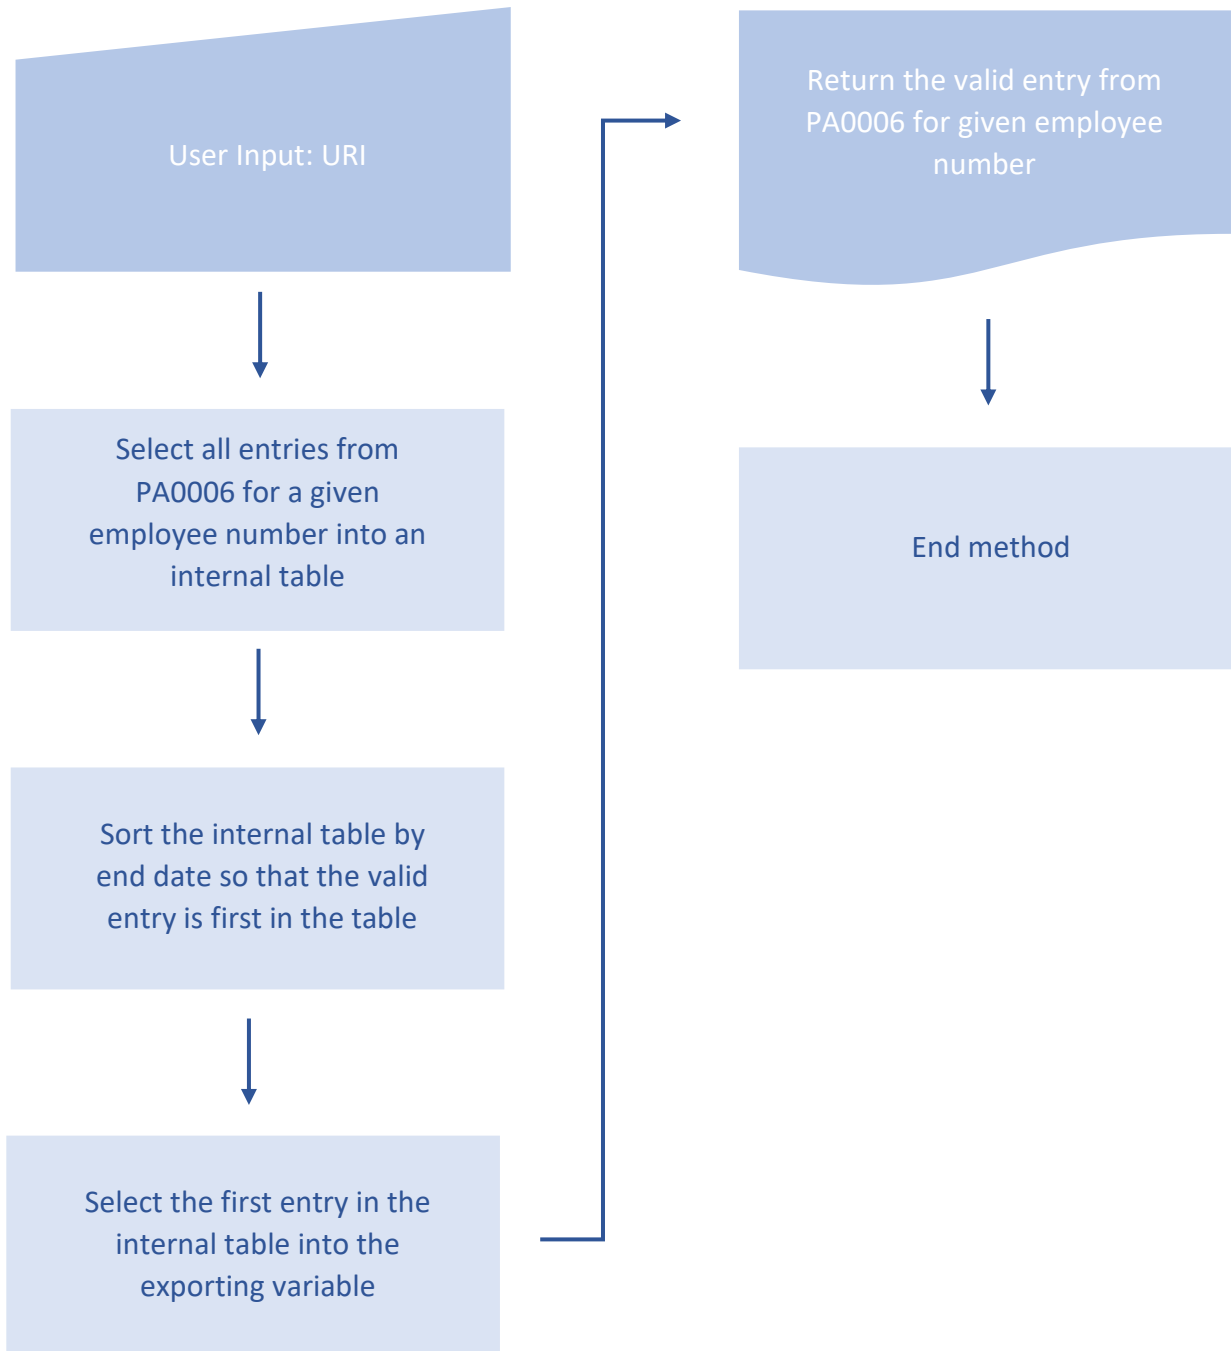 User Input: URI
Select all entries from
PA0006 for a given
employee number into an
internal table
Sort the internal table by
end date so that the valid
entry is first in the table
Select the first entry in the
internal table into the
exporting variable
Return the valid entry from
PA0006 for given employee
number
End method